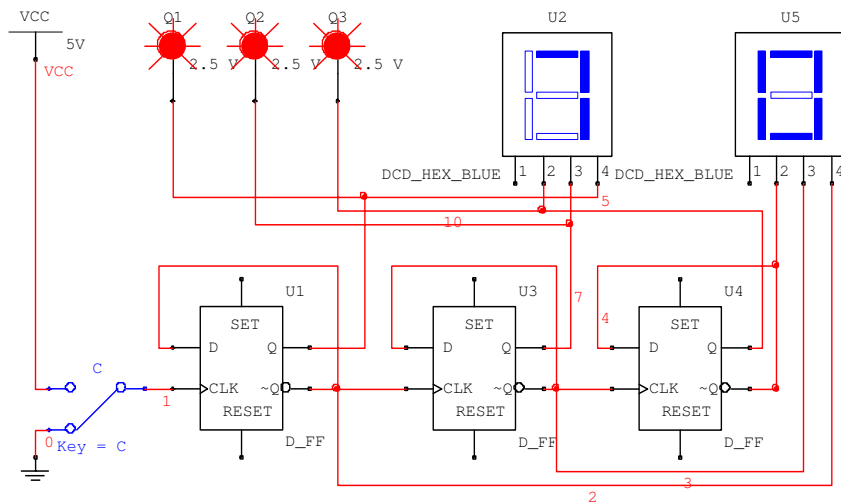 VCC
5V
VCC
Q1
Q2
Q3
2.5 V
2.5 V
2.5 V
U2
U5
DCD_HEX_BLUE
1
2
3
4
DCD_HEX_BLUE
1
2
3
4
5
10
U1
U3
7
4
U4
SET
D
Q
CLK
~Q
RESET
D_FF
SET
D
Q
CLK
~Q
RESET
D_FF
SET
D
Q
CLK
~Q
RESET
D_FF
C
1
0
Key = C
3
2